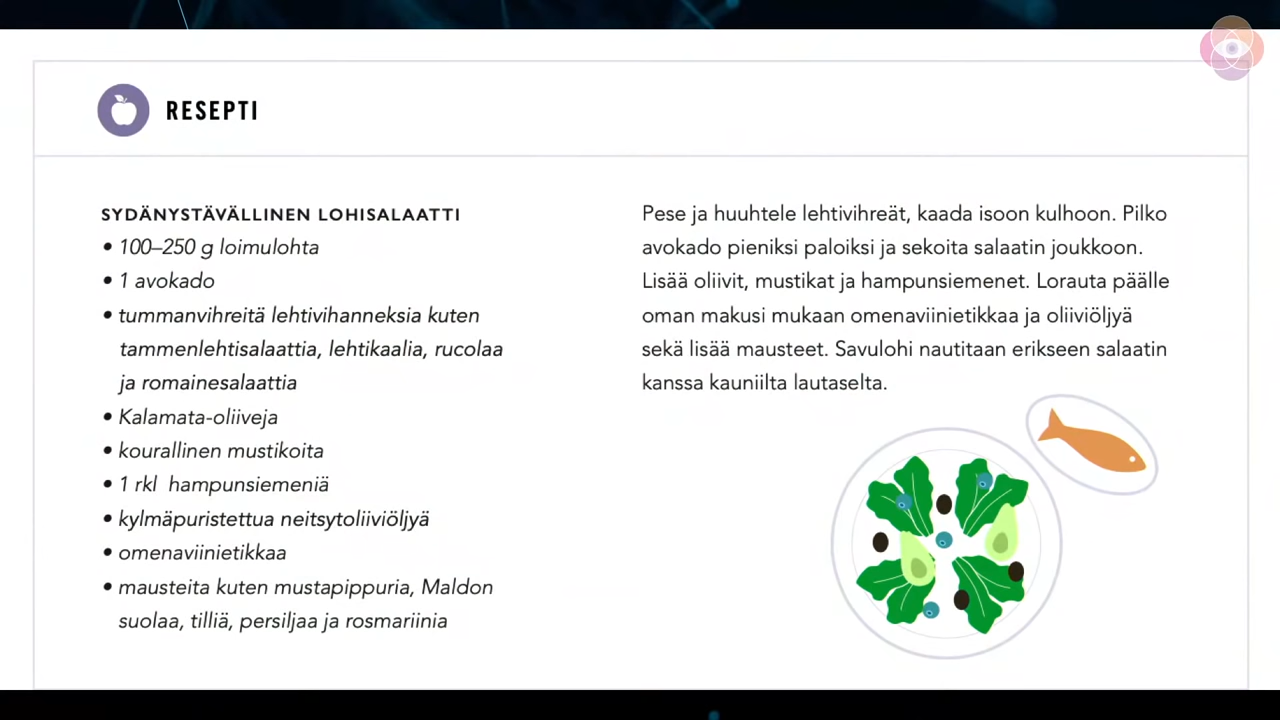 RESEPTI
SYDÄNYSTÄVÄLLINEN LOHISALAATTI
• 100–250 g loimulohta
• 1 avokado
• tummanvihreitä lehtivihanneksia kuten
tammenlehtisalaattia, lehtikaalia, rucolaa
ja romainesalaattia
• Kalamata-oliiveja
• kourallinen mustikoita
• 1 rkl hampunsiemeniä
• kylmäpuristettua neitsytoliiviöljyä
• omenaviinietikkaa
• mausteita kuten mustapippuria, Maldon
suolaa, tilliä, persiljaa ja rosmariinia
Pese ja huuhtele lehtivihreät, kaada isoon kulhoon. Pilko
avokado pieniksi paloiksi ja sekoita salaatin joukkoon.
Lisää oliivit, mustikat ja hampunsiemenet. Lorauta päälle
oman makusi mukaan omenaviinietikkaa ja oliiviöljyä
sekä lisää mausteet. Savulohi nautitaan erikseen salaatin
kanssa kauniilta lautaselta.